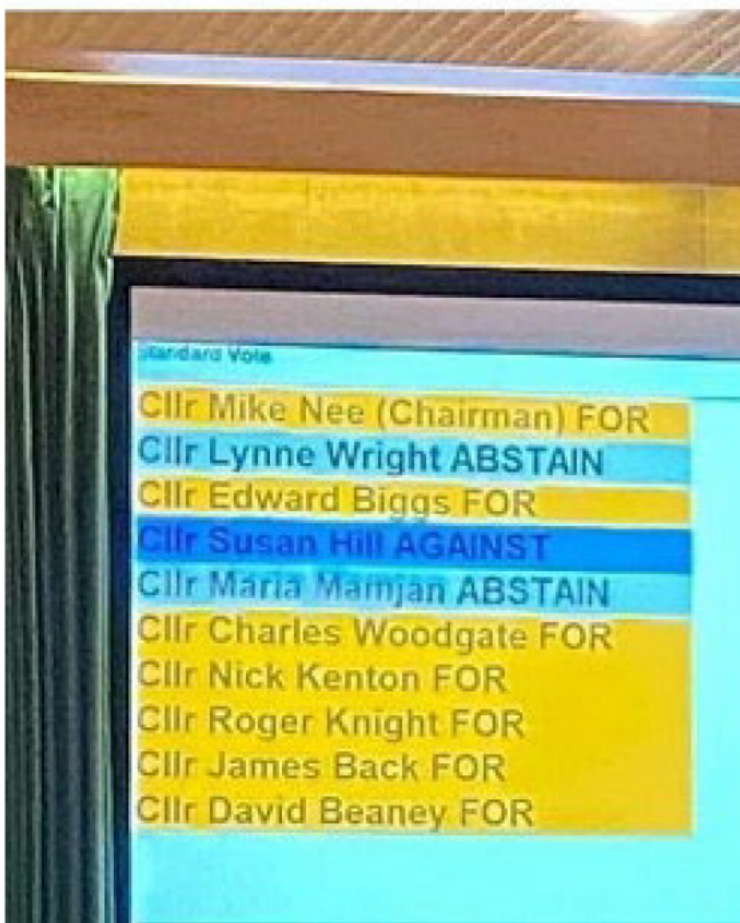 Standard Vote
Cllr Mike Nee (Chairman) FOR
Cllr Lynne Wright ABSTAIN
Cllr Edward Biggs FOR
Cllr Susan Hill AGAINST
Cllr Maria Mamjan ABSTAIN
Cllr Charles Woodgate FOR
Cllr Nick Kenton FOR
Cllr Roger Knight FOR
Cllr James Back FOR
Cllr David Beaney FOR